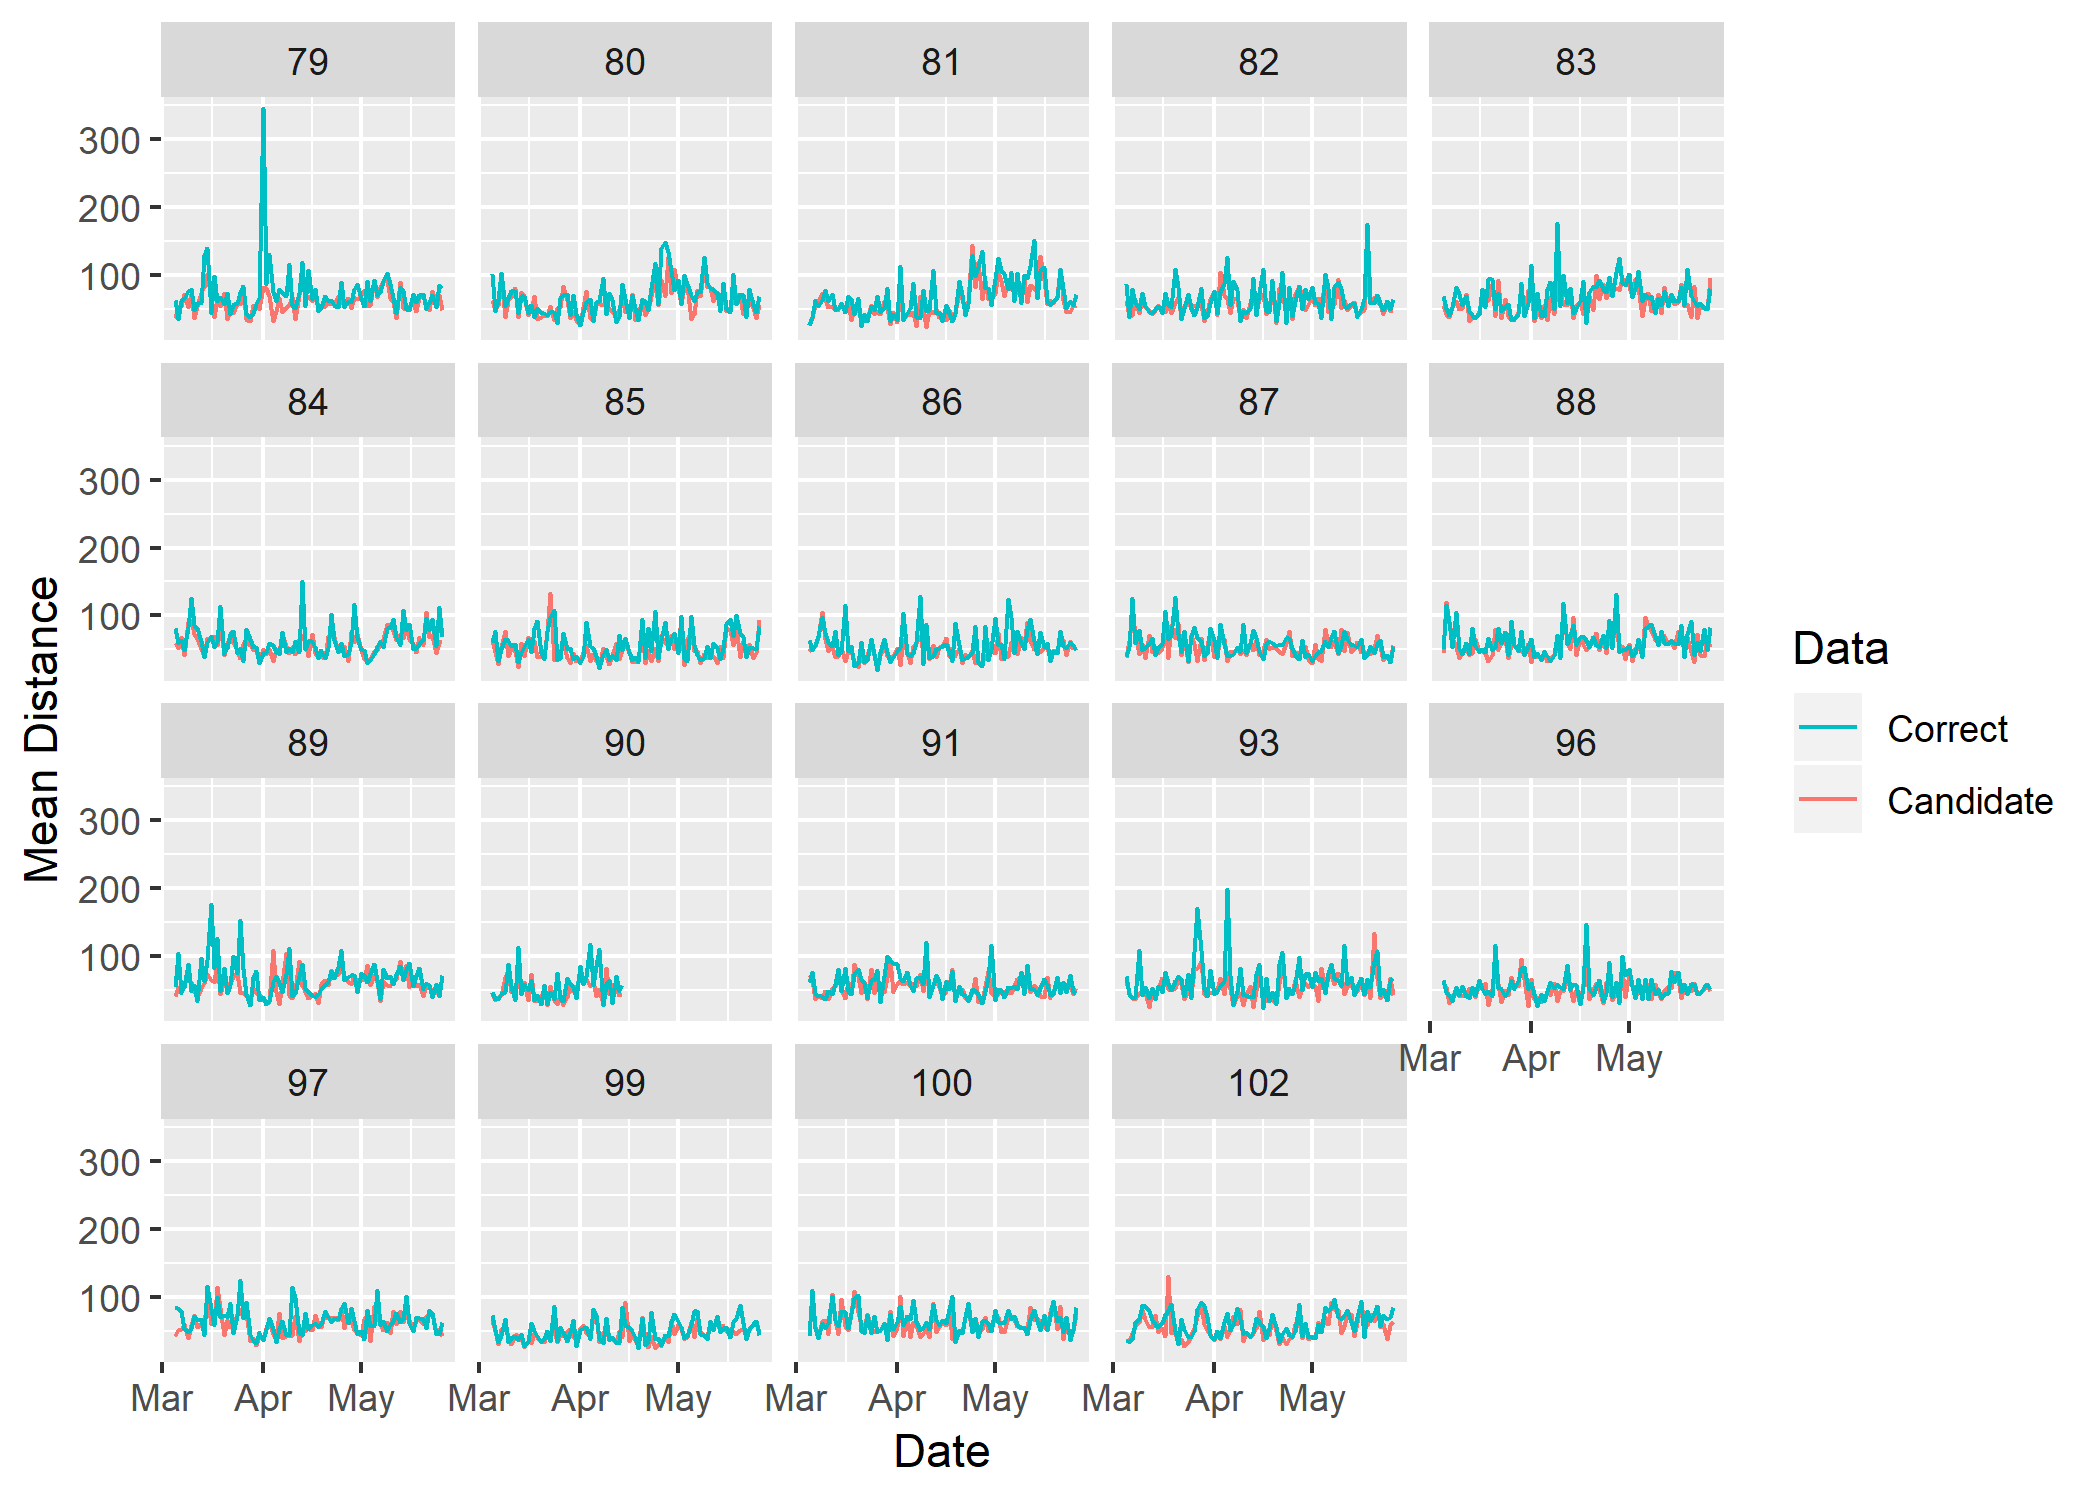 79 80 81 82 83
300
200
100
84 85 86 87 88
300
200
100
89 90 91 93 96
300
200
100
Mar Apr May
97 99 100 102
300
200
100
Mar Apr May Mar Apr May Mar Apr May Mar Apr May
Date
Mean Distance
Data
Correct
Candidate